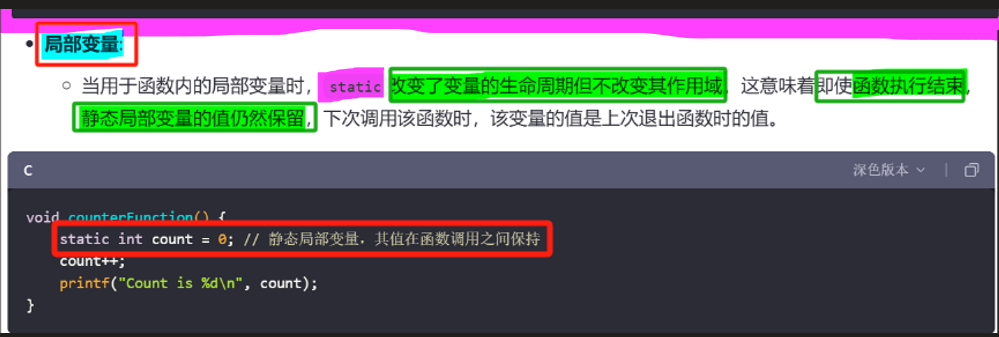 局部变量:
当用于函数内的局部变量时， static 改变了变量的生命周期但不改变其作用域。这意味着即使函数执行结束，
静态局部变量的值仍然保留，下次调用该函数时，该变量的值是上次退出函数时的值。
C 深色版本
void counterFunction() {
static int count = 0; // 静态局部变量，其值在函数调用之间保持
count++;
printf("Count is %d\n", count);
}